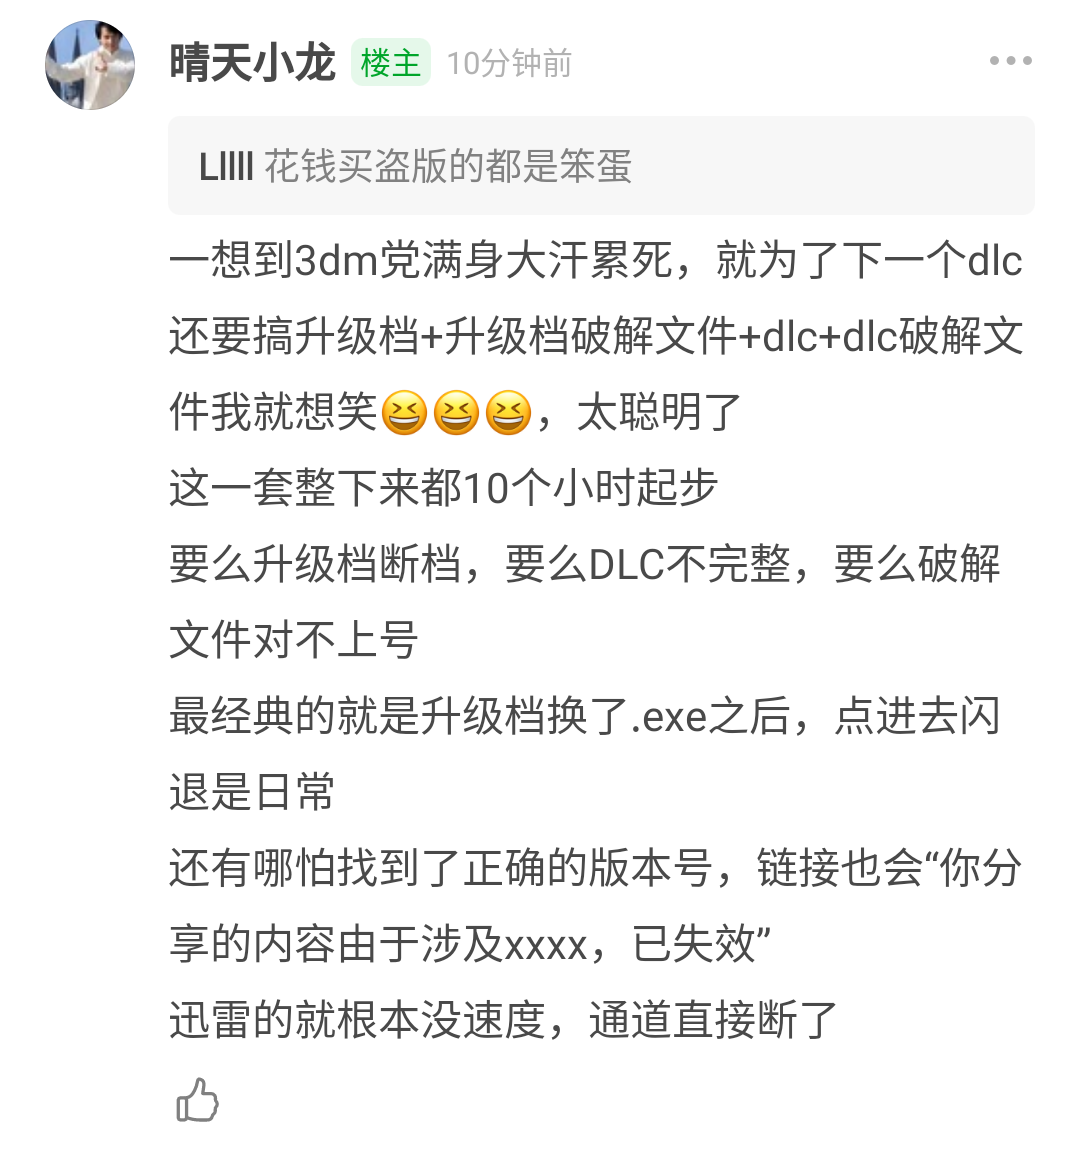 晴天小龙 楼主 10分钟前
Lllll 花钱买盗版的都是笨蛋
一想到3dm党满身大汗累死，就为了下一个dlc
还要搞升级档+升级档破解文件+dlc+dlc破解文
件我就想笑😆😆😆，太聪明了
这一套整下来都10个小时起步
要么升级档断档，要么DLC不完整，要么破解
文件对不上号
最经典的就是升级档换了.exe之后，点进去闪
退是日常
还有哪怕找到了正确的版本号，链接也会“你分
享的内容由于涉及xxxx，已失效”
迅雷的就根本没速度，通道直接断了